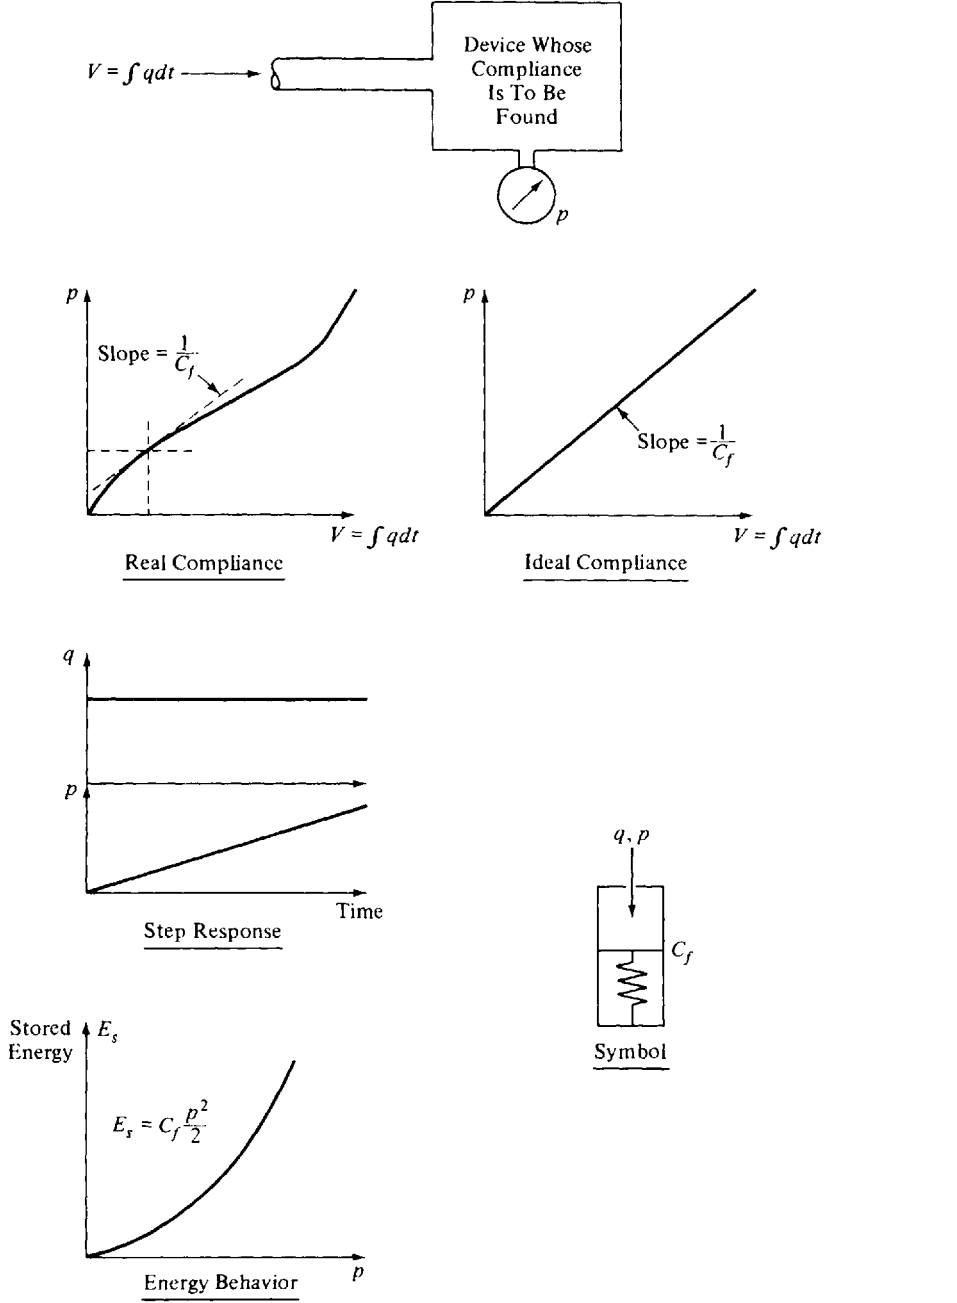 V = ∫ qdt
Device Whose
Compliance
Is To Be
Found
p
p
Slope = 1/C_f
V = ∫ qdt
Real Compliance
p
Slope = 1/C_f
V = ∫ qdt
Ideal Compliance
q
p
Time
Step Response
q, p
C_f
Symbol
Stored
Energy
E_s
E_s = C_f p²/2
p
Energy Behavior